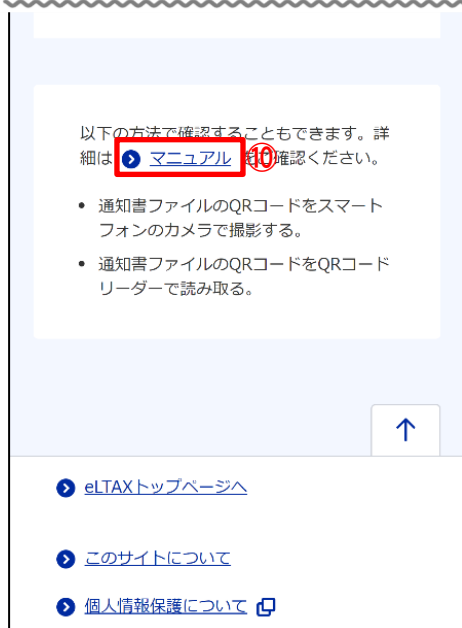 以下の方法で確認することもできます。詳
細は マニュアル ⑩確認ください。
• 通知書ファイルのQRコードをスマート
フォンのカメラで撮影する。
• 通知書ファイルのQRコードをQRコード
リーダーで読み取る。
↑
eLTAXトップページへ
このサイトについて
個人情報保護について